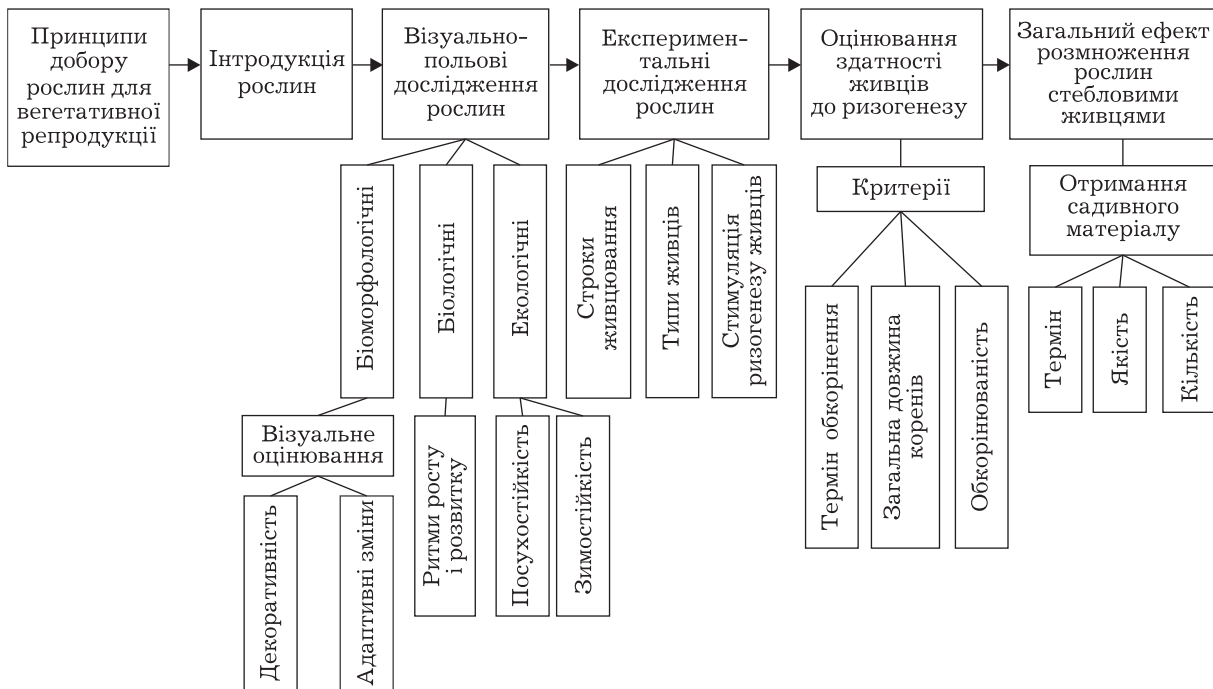 Принципи
добору
рослин для
вегетативної
репродукції
Інтродукція
рослин
Візуально-
польові
дослідження
рослин
Експеримен-
тальні
дослідження
рослин
Оцінювання
здатності
живців
до ризогенезу
Загальний ефект
розмноження
рослин
стебловими
живцями
Біоморфологічні
Біологічні
Екологічні
Строки
живцювання
Типи живців
Стимуляція
ризогенезу живців
Критерії
Отримання
садивного
матеріалу
Візуальне
оцінювання
Декоративність
Адаптивні зміни
Ритми росту
і розвитку
Посухостійкість
Зимостійкість
Термін обкорінення
Загальна довжина
коренів
Обкорінюваність
Термін
Якість
Кількість